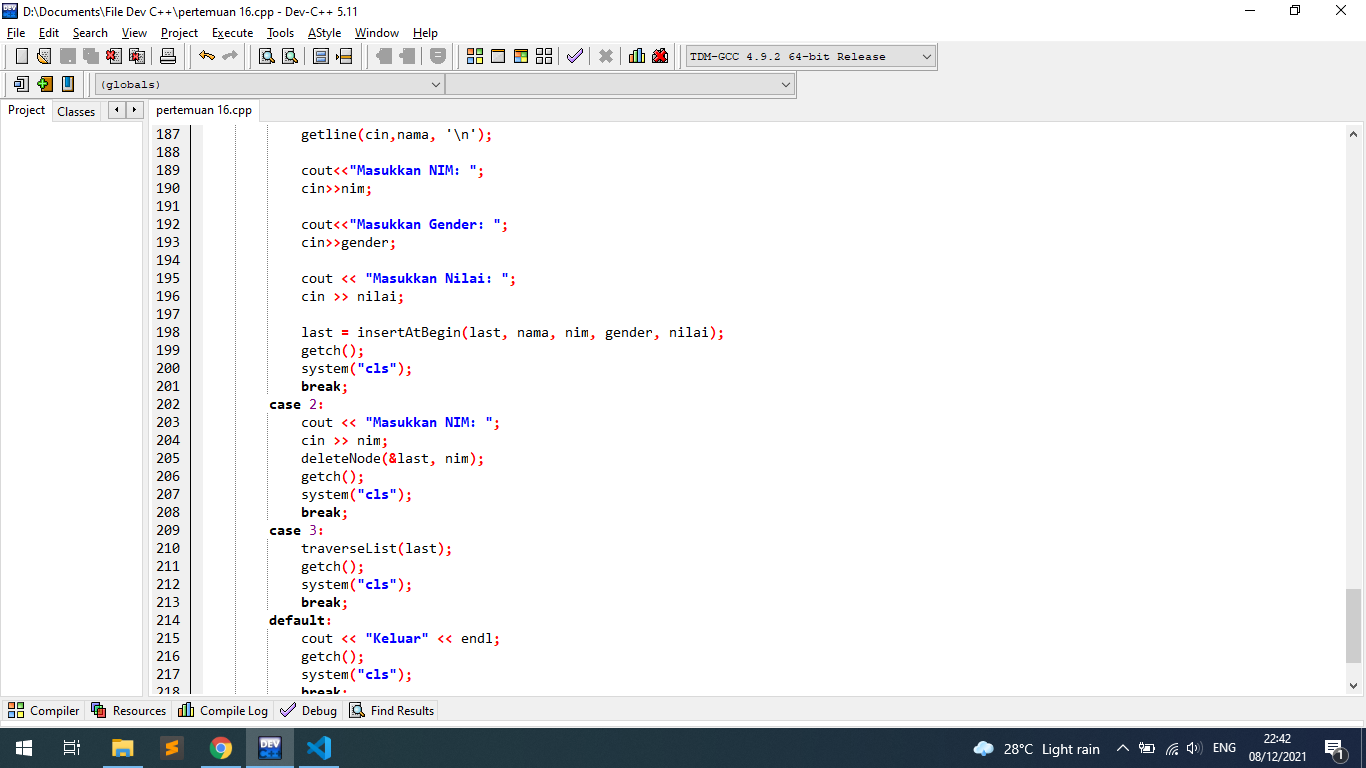 D:\Documents\File Dev C++\pertemuan 16.cpp - Dev-C++ 5.11
File Edit Search View Project Execute Tools AStyle Window Help
TDM-GCC 4.9.2 64-bit Release
(globals)
Project Classes pertemuan 16.cpp
187 getline(cin,nama, '\n');
188
189 cout<<"Masukkan NIM: ";
190 cin>>nim;
191
192 cout<<"Masukkan Gender: ";
193 cin>>gender;
194
195 cout << "Masukkan Nilai: ";
196 cin >> nilai;
197
198 last = insertAtBegin(last, nama, nim, gender, nilai);
199 getch();
200 system("cls");
201 break;
202 case 2:
203 cout << "Masukkan NIM: ";
204 cin >> nim;
205 deleteNode(&last, nim);
206 getch();
207 system("cls");
208 break;
209 case 3:
210 traverseList(last);
211 getch();
212 system("cls");
213 break;
214 default:
215 cout << "Keluar" << endl;
216 getch();
217 system("cls");
218 break;
Compiler Resources Compile Log Debug Find Results
DEV 28°C Light rain ENG 22:42
08/12/2021 1